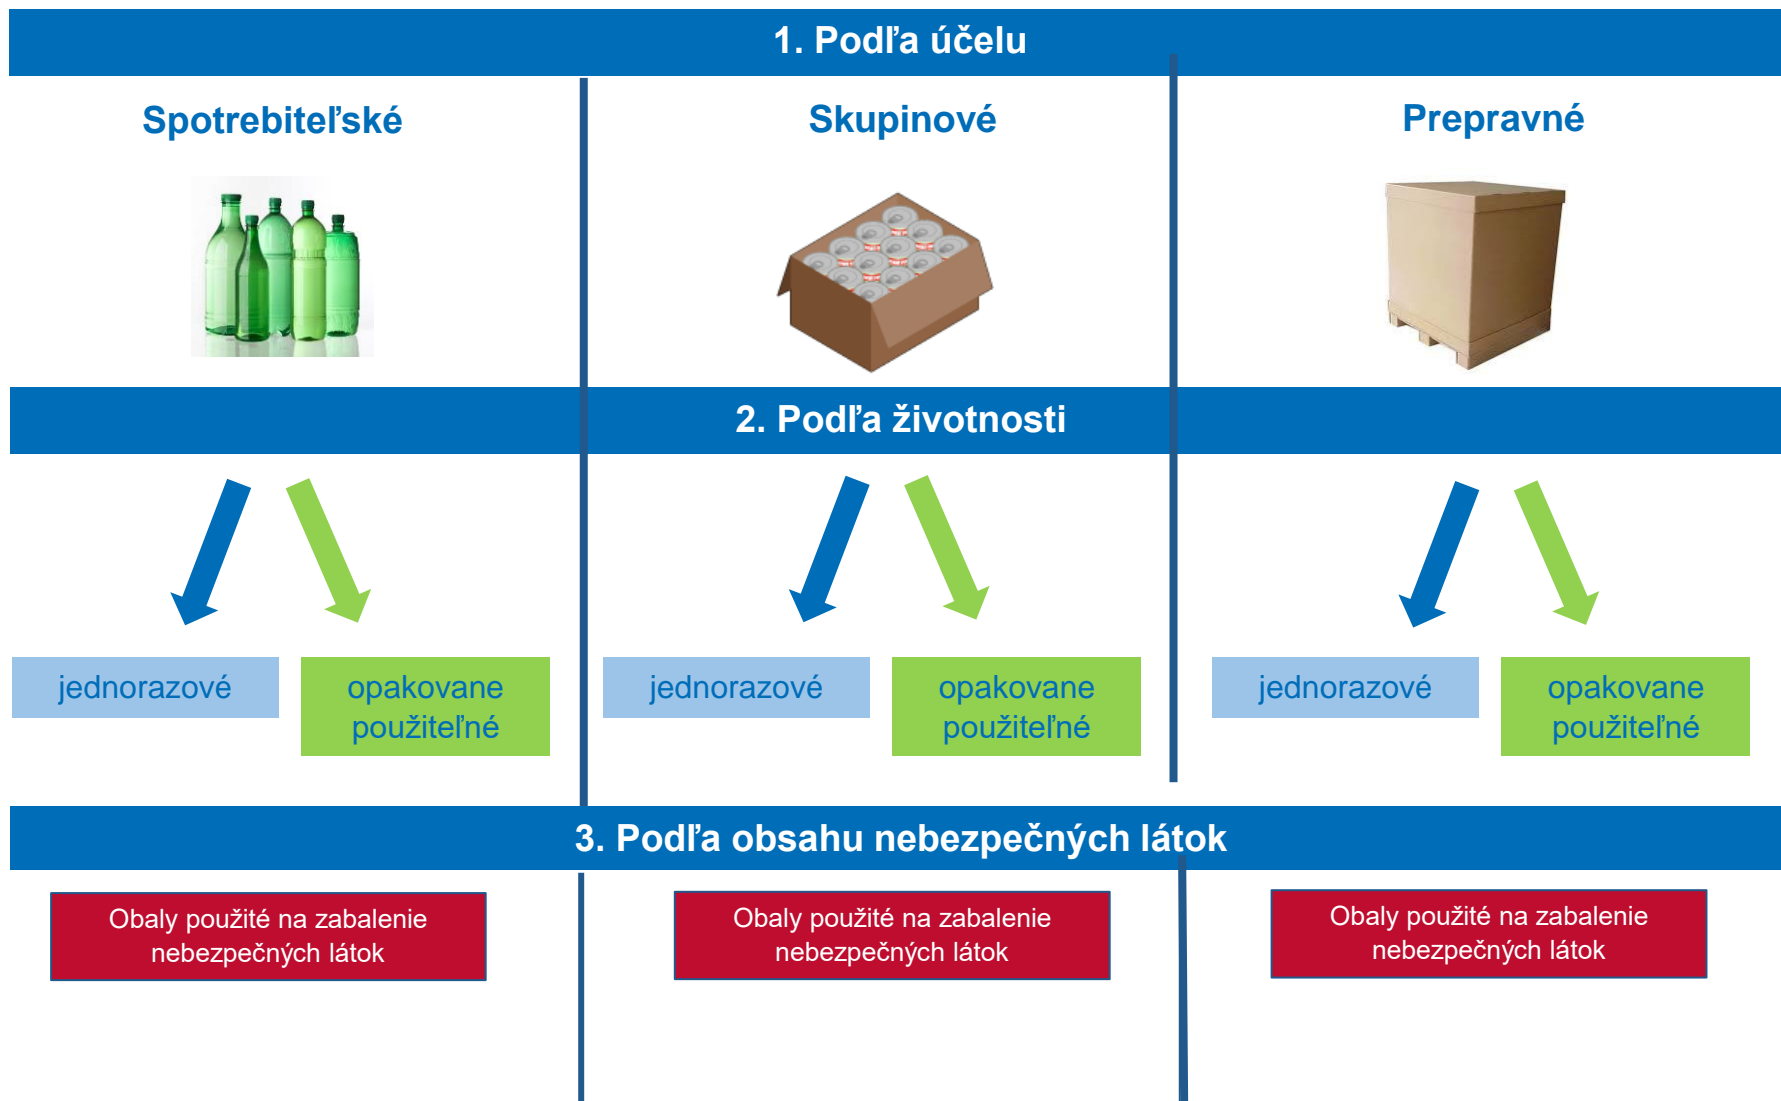 1. Podľa účelu
Spotrebiteľské
Skupinové
Prepravné
2. Podľa životnosti
jednorazové
opakovane
použiteľné
jednorazové
opakovane
použiteľné
jednorazové
opakovane
použiteľné
3. Podľa obsahu nebezpečných látok
Obaly použité na zabalenie
nebezpečných látok
Obaly použité na zabalenie
nebezpečných látok
Obaly použité na zabalenie
nebezpečných látok